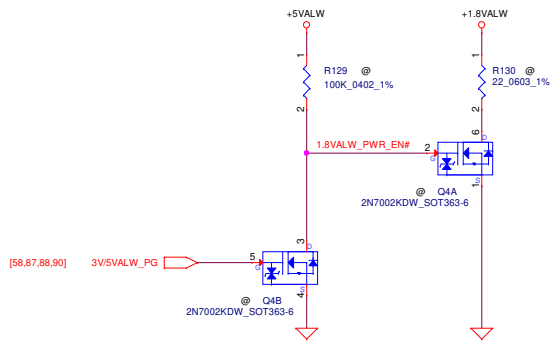 +5VALW
+1.8VALW
1
1
R129 @
100K_0402_1%
R130 @
22_0603_1%
2
2
6
D
1.8VALW_PWR_EN#
2
G
S
1
@ Q4A
2N7002KDW_SOT363-6
3
D
[58,87,88,90]
3V/5VALW_PG
5
G
S
4
@ Q4B
2N7002KDW_SOT363-6